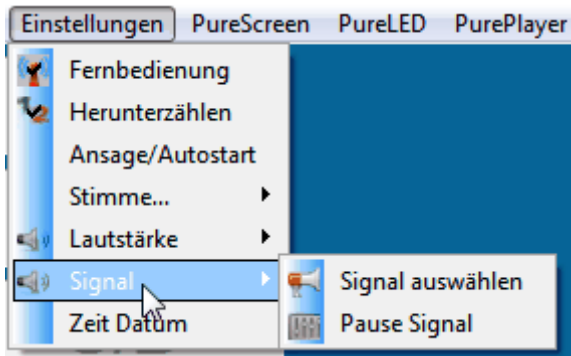 Einstellungen PureScreen PureLED PurePlayer
Fernbedienung
Herunterzählen
Ansage/Autostart
Stimme...
Lautstärke
Signal
Signal auswählen
Zeit Datum
Pause Signal